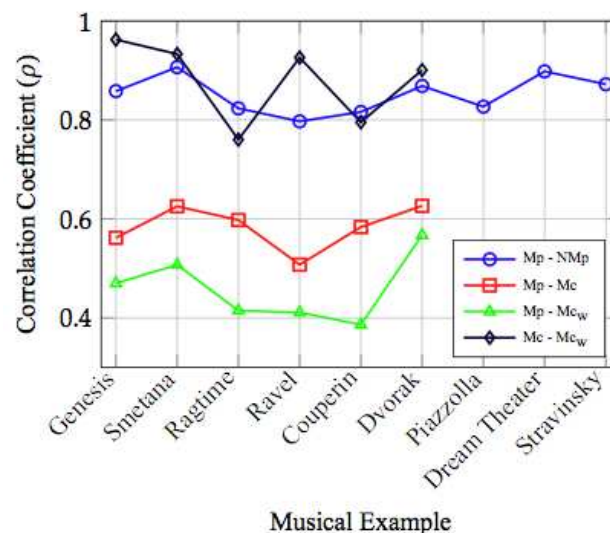 Correlation Coefficient (ρ)
1
0.8
0.6
0.4
Mp - NMp
Mp - Mc
Mp - Mcw
Mc - Mcw
Genesis
Smetana
Ragtime
Ravel
Couperin
Dvorak
Piazzolla
Dream Theater
Stravinsky
Musical Example